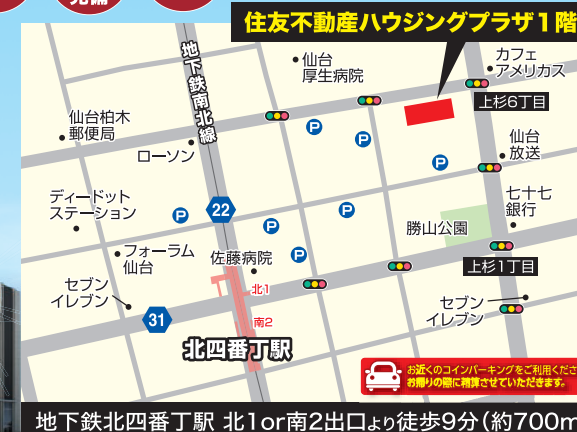 完備
住友不動産ハウジングプラザ1階
地下鉄南北線
仙台
厚生病院
カフェ
アメリカス
上杉6丁目
仙台柏木
郵便局
ローソン
仙台
放送
ディードット
ステーション
22
七十七
銀行
勝山公園
フォーラム
仙台
佐藤病院
上杉1丁目
セブン
イレブン
北1
31
南2
セブン
イレブン
北四番丁駅
お近くのコインパーキングをご利用くださ
お帰りの際に精算させていただきます。
地下鉄北四番丁駅 北1or南2出口より徒歩9分(約700m
P
P
P
P
P
P
P